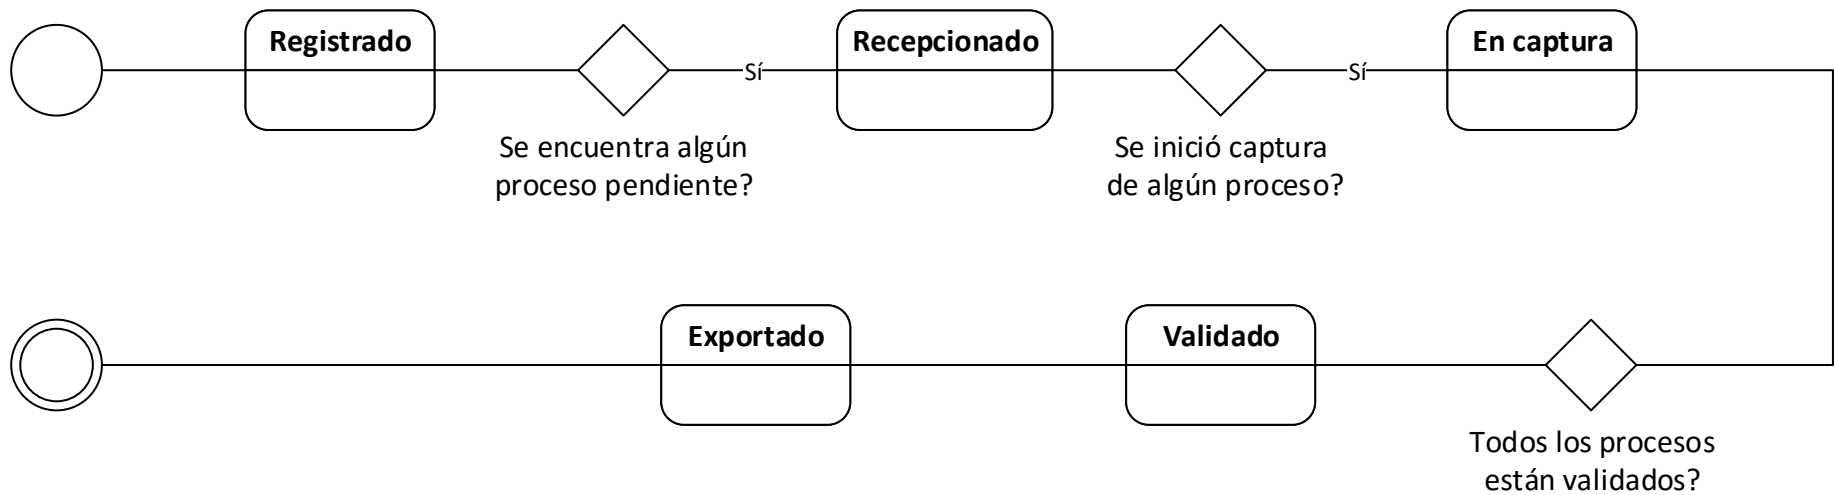 Registrado
Sí
Recepcionado
Sí
En captura
Se encuentra algún
proceso pendiente?
Se inició captura
de algún proceso?
Exportado
Validado
Todos los procesos
están validados?